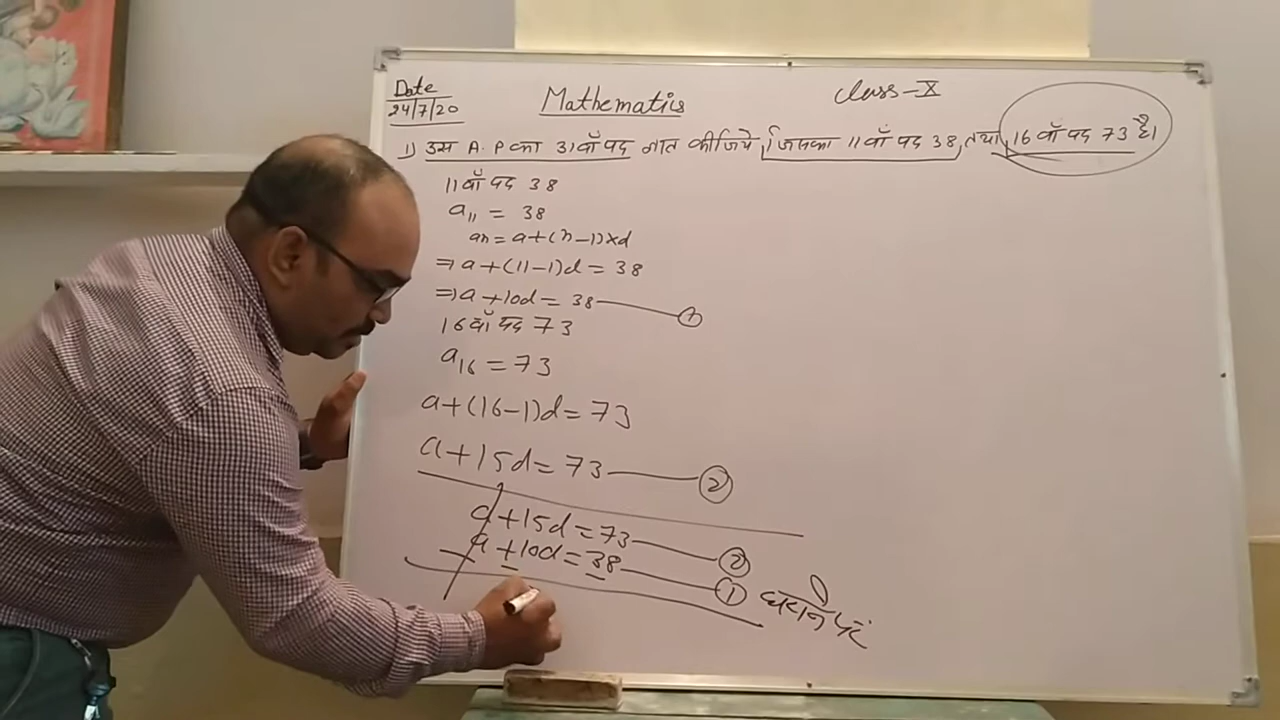 Date
24/7/20
Mathematics
class-X
1) उस A.P का 31वाँ पद ज्ञात कीजिये, जिसका 11वाँ पद 38, तथा 16वाँ पद 73 है।
11वाँ पद 38
a₁₁ = 38
an = a+(n-1)×d
⇒ a+(11-1)d = 38
⇒ a+10d = 38 ——— ①
16वाँ पद 73
a₁₆ = 73
a+(16-1)d = 73
a+15d = 73 ——— ②
a+15d = 73 ——— ②
a+10d = 38 ——— ①
घटाने पर